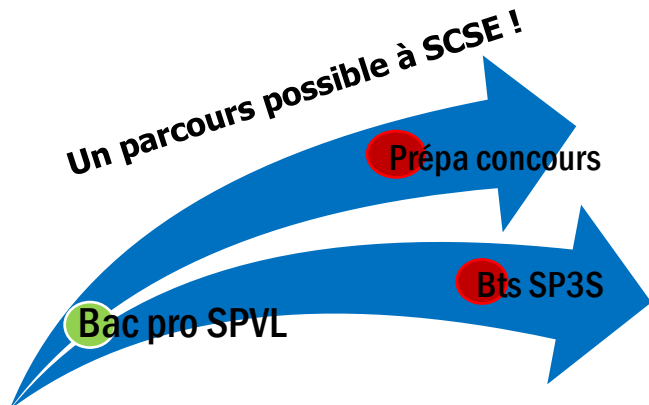 Un parcours possible à SCSE !
Prépa concours
Bts SP3S
Bac pro SPVL